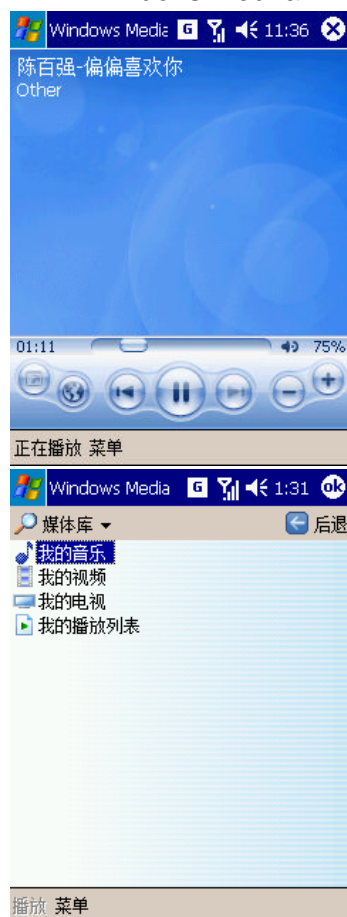 Windows Media G 11:36
陈百强-偏偏喜欢你
Other
01:11 75%
正在播放 菜单
Windows Media G 1:31 ok
媒体库 后退
我的音乐
我的视频
我的电视
我的播放列表
播放 菜单